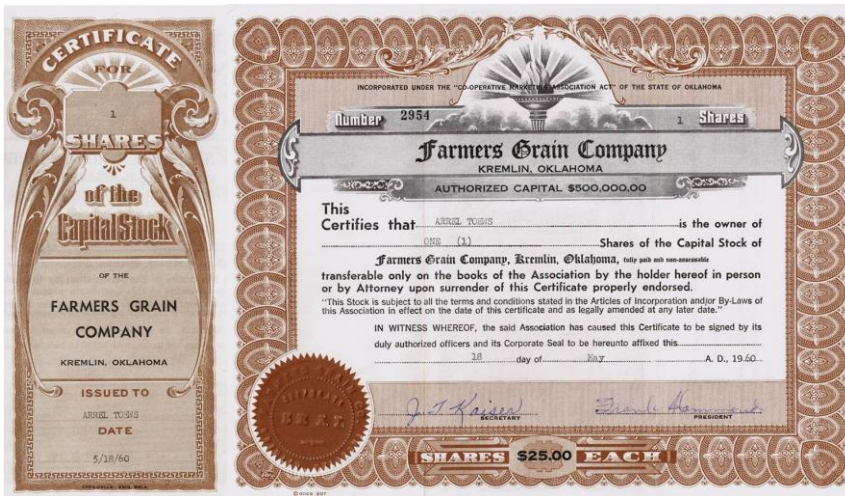 CERTIFICATE
FOR
1
SHARES
of the
Capital Stock
OF THE
FARMERS GRAIN
COMPANY
KREMLIN, OKLAHOMA
ISSUED TO
ARREL TOEWS
DATE
5/18/60
INCORPORATED UNDER THE "CO-OPERATIVE MARKETING ASSOCIATION ACT" OF THE STATE OF OKLAHOMA
Number 2954 1 Shares
Farmers Grain Company
KREMLIN, OKLAHOMA
AUTHORIZED CAPITAL $500,000,00
This
Certifies that ARREL TOEWS is the owner of
ONE (1) Shares of the Capital Stock of
Farmers Grain Company, Kremlin, Oklahoma, fully paid and non-assessable
transferable only on the books of the Association by the holder hereof in person
or by Attorney upon surrender of this Certificate properly endorsed.
"This Stock is subject to all the terms and conditions stated in the Articles of Incorporation and/or By-Laws of
this Association in effect on the date of this certificate and as legally amended at any later date."
IN WITNESS WHEREOF, the said Association has caused this Certificate to be signed by its
duly authorized officers and its Corporate Seal to be hereunto affixed this
18 day of May A. D., 1960
J. T. Kaiser Frank Hammond
SECRETARY PRESIDENT
CORPORATE
SEAL
SHARES $25.00 EACH